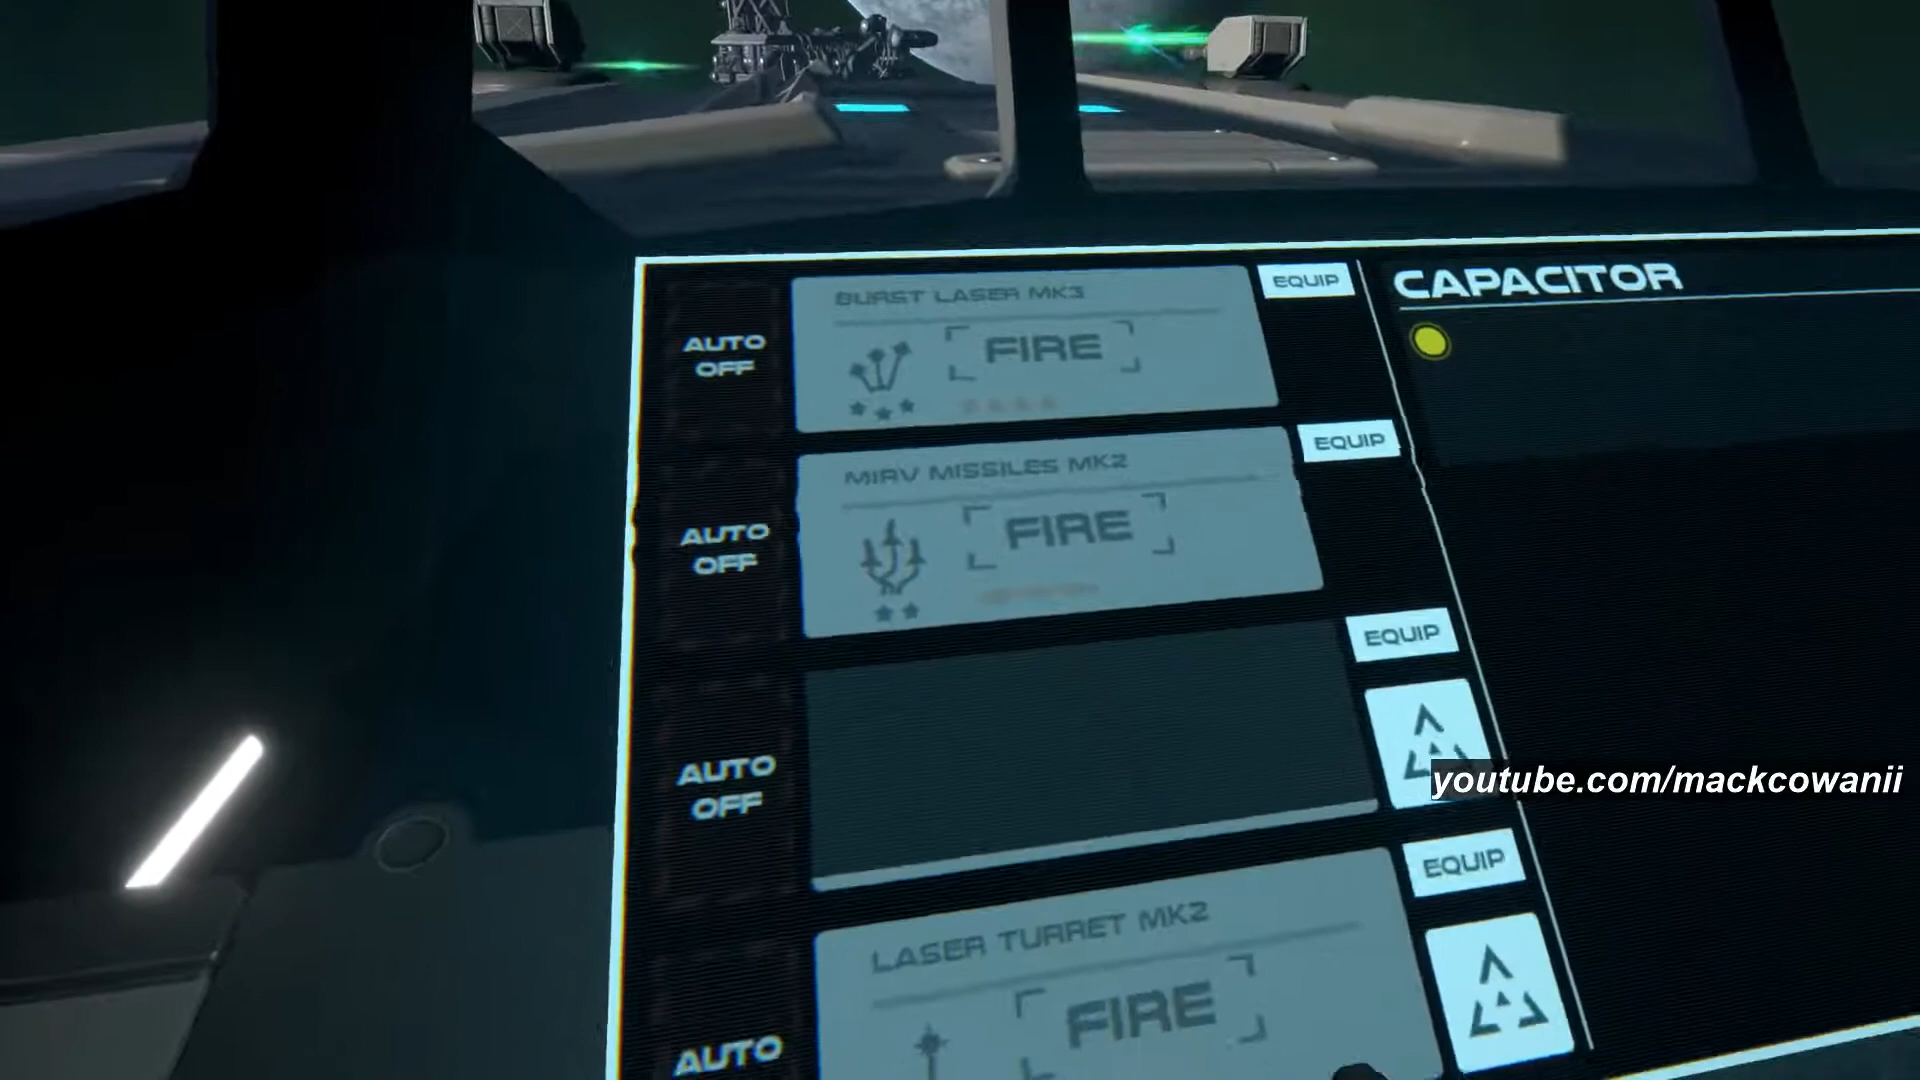 BURST LASER MK3
EQUIP
CAPACITOR
AUTO
OFF
FIRE
MIRV MISSILES MK2
EQUIP
AUTO
OFF
FIRE
EQUIP
AUTO
OFF
youtube.com/mackcowanii
EQUIP
LASER TURRET MK2
FIRE
AUTO